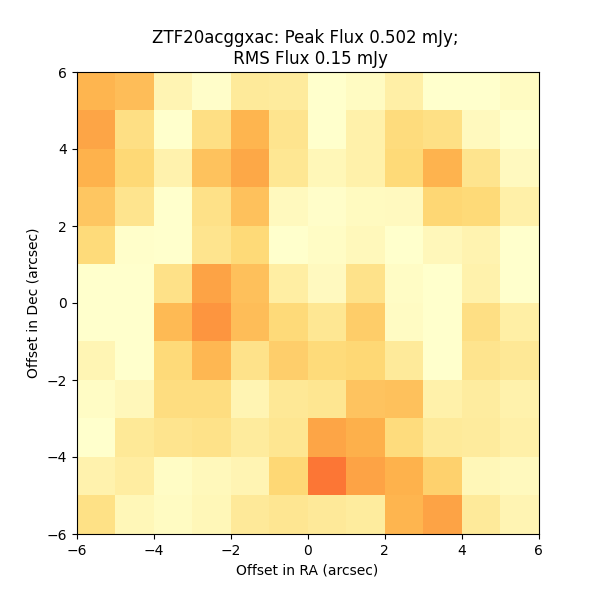 ZTF20acggxac: Peak Flux 0.502 mJy;
RMS Flux 0.15 mJy
6
4
2
0
−2
−4
−6
Offset in Dec (arcsec)
−6 −4 −2 0 2 4 6
Offset in RA (arcsec)